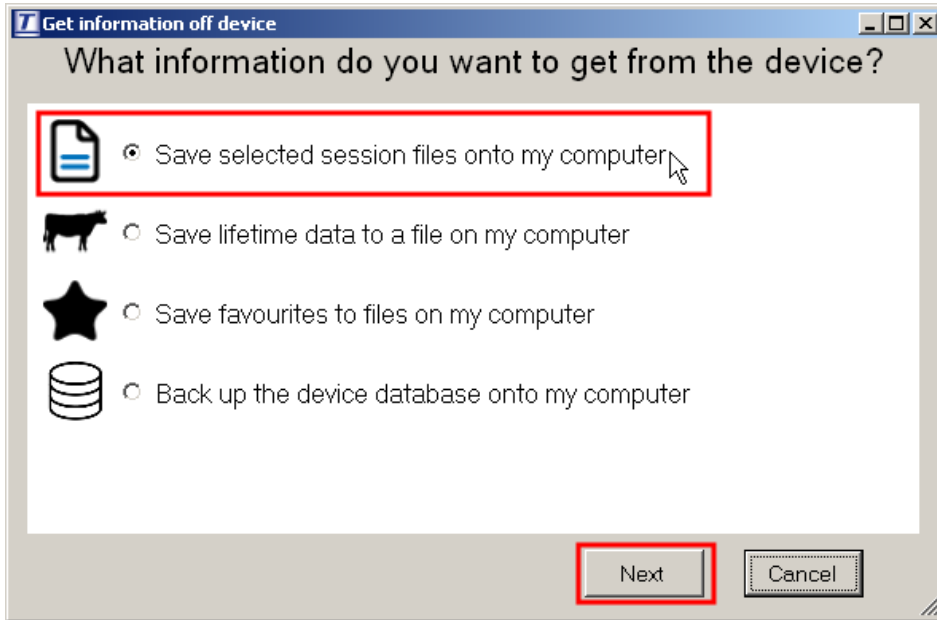 T Get information off device
What information do you want to get from the device?
Save selected session files onto my computer
Save lifetime data to a file on my computer
Save favourites to files on my computer
Back up the device database onto my computer
Next Cancel